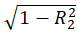 √(1 − R₂²)